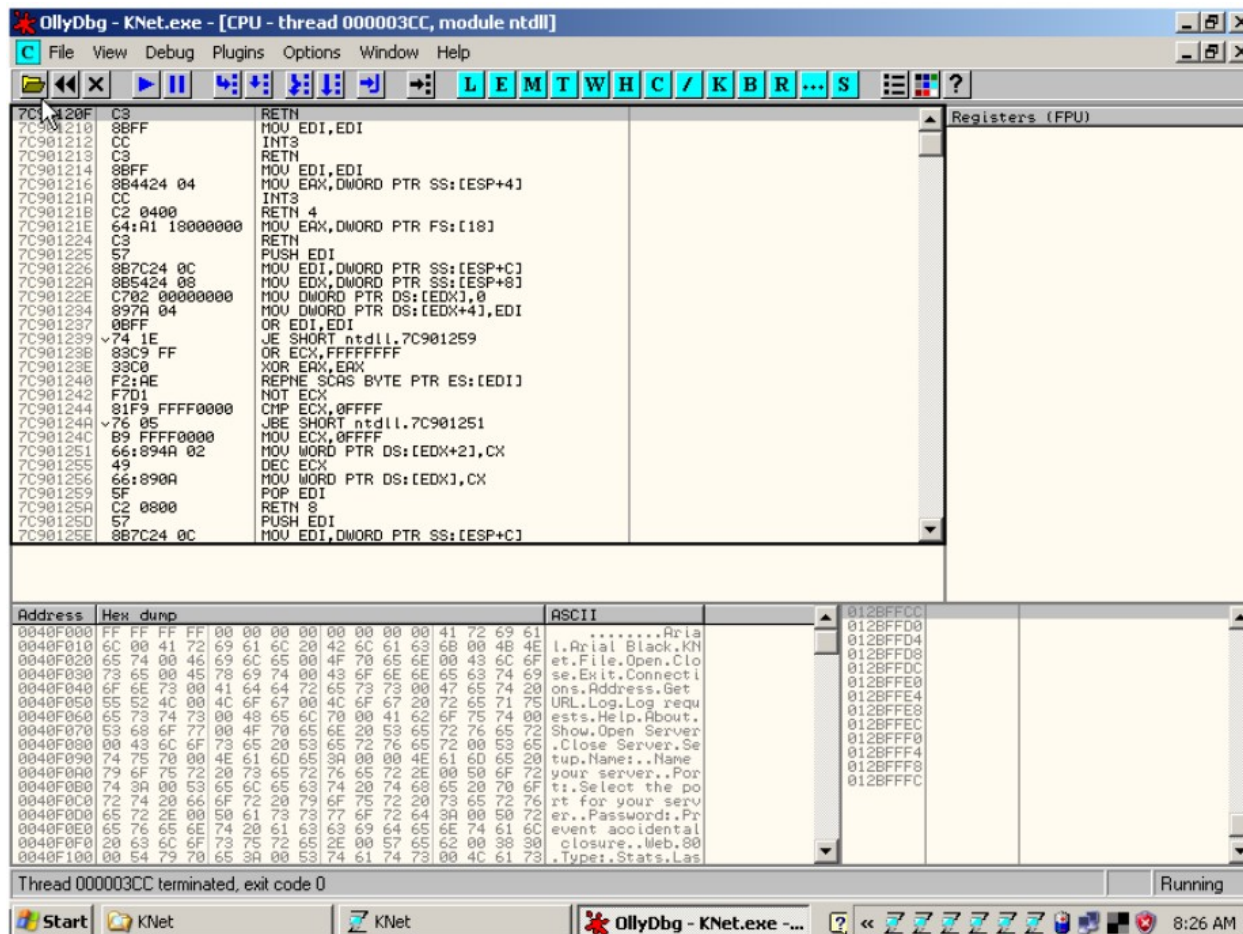 OllyDbg - KNet.exe - [CPU - thread 000003CC, module ntdll]
C File View Debug Plugins Options Window Help
L E M T W H C / K B R ... S ?
7C90120F C3 RETN
7C901210 8BFF MOV EDI,EDI
7C901212 CC INT3
7C901213 C3 RETN
7C901214 8BFF MOV EDI,EDI
7C901216 8B4424 04 MOV EAX,DWORD PTR SS:[ESP+4]
7C90121A CC INT3
7C90121B C2 0400 RETN 4
7C90121E 64:A1 18000000 MOV EAX,DWORD PTR FS:[18]
7C901224 C3 RETN
7C901225 57 PUSH EDI
7C901226 8B7C24 0C MOV EDI,DWORD PTR SS:[ESP+C]
7C90122A 8B5424 08 MOV EDX,DWORD PTR SS:[ESP+8]
7C90122E C702 00000000 MOV DWORD PTR DS:[EDX],0
7C901234 897A 04 MOV DWORD PTR DS:[EDX+4],EDI
7C901237 0BFF OR EDI,EDI
7C901239 74 1E JE SHORT ntdll.7C901259
7C90123B 83C9 FF OR ECX,FFFFFFFF
7C90123E 33C0 XOR EAX,EAX
7C901240 F2:AE REPNE SCAS BYTE PTR ES:[EDI]
7C901242 F7D1 NOT ECX
7C901244 81F9 FFFF0000 CMP ECX,0FFFF
7C90124A 76 05 JBE SHORT ntdll.7C901251
7C90124C B9 FFFF0000 MOV ECX,0FFFF
7C901251 66:894A 02 MOV WORD PTR DS:[EDX+2],CX
7C901255 49 DEC ECX
7C901256 66:890A MOV WORD PTR DS:[EDX],CX
7C901259 5F POP EDI
7C90125A C2 0800 RETN 8
7C90125D 57 PUSH EDI
7C90125E 8B7C24 0C MOV EDI,DWORD PTR SS:[ESP+C]
Registers (FPU)
Address Hex dump ASCII
0040F000 FF FF FF FF 00 00 00 00 00 00 00 00 41 72 69 61 ........Aria
0040F010 6C 00 41 72 69 61 6C 20 42 6C 61 63 6B 00 4B 4E l.Arial Black.KN
0040F020 65 74 00 46 69 6C 65 00 4F 70 65 6E 00 43 6C 6F et.File.Open.Clo
0040F030 73 65 00 45 78 69 74 00 43 6F 6E 6E 65 63 74 69 se.Exit.Connecti
0040F040 6F 6E 73 00 41 64 64 72 65 73 73 00 47 65 74 20 ons.Address.Get
0040F050 55 52 4C 00 4C 6F 67 00 4C 6F 67 20 72 65 71 75 URL.Log.Log requ
0040F060 65 73 74 73 00 48 65 6C 70 00 41 62 6F 75 74 00 ests.Help.About.
0040F070 53 68 6F 77 00 4F 70 65 6E 20 53 65 72 76 65 72 Show.Open Server
0040F080 00 43 6C 6F 73 65 20 53 65 72 76 65 72 00 53 65 .Close Server.Se
0040F090 74 75 70 00 4E 61 6D 65 3A 00 00 4E 61 6D 65 20 tup.Name:..Name
0040F0A0 79 6F 75 72 20 73 65 72 76 65 72 2E 00 50 6F 72 your server..Por
0040F0B0 74 3A 00 53 65 6C 65 63 74 20 74 68 65 20 70 6F t:.Select the po
0040F0C0 72 74 20 66 6F 72 20 79 6F 75 72 20 73 65 72 76 rt for your serv
0040F0D0 65 72 2E 00 50 61 73 73 77 6F 72 64 3A 00 50 72 er..Password:.Pr
0040F0E0 65 76 65 6E 74 20 61 63 63 69 64 65 6E 74 61 6C event accidental
0040F0F0 20 63 6C 6F 73 75 72 65 2E 00 57 65 62 00 38 30 closure..Web.80
0040F100 00 54 79 70 65 3A 00 53 74 61 74 73 00 4C 61 73 .Type:.Stats.Las
012BFFCC
012BFFD0
012BFFD4
012BFFD8
012BFFDC
012BFFE0
012BFFE4
012BFFE8
012BFFEC
012BFFF0
012BFFF4
012BFFF8
012BFFFC
Thread 000003CC terminated, exit code 0 Running
Start KNet KNet OllyDbg - KNet.exe -... ? « 8:26 AM